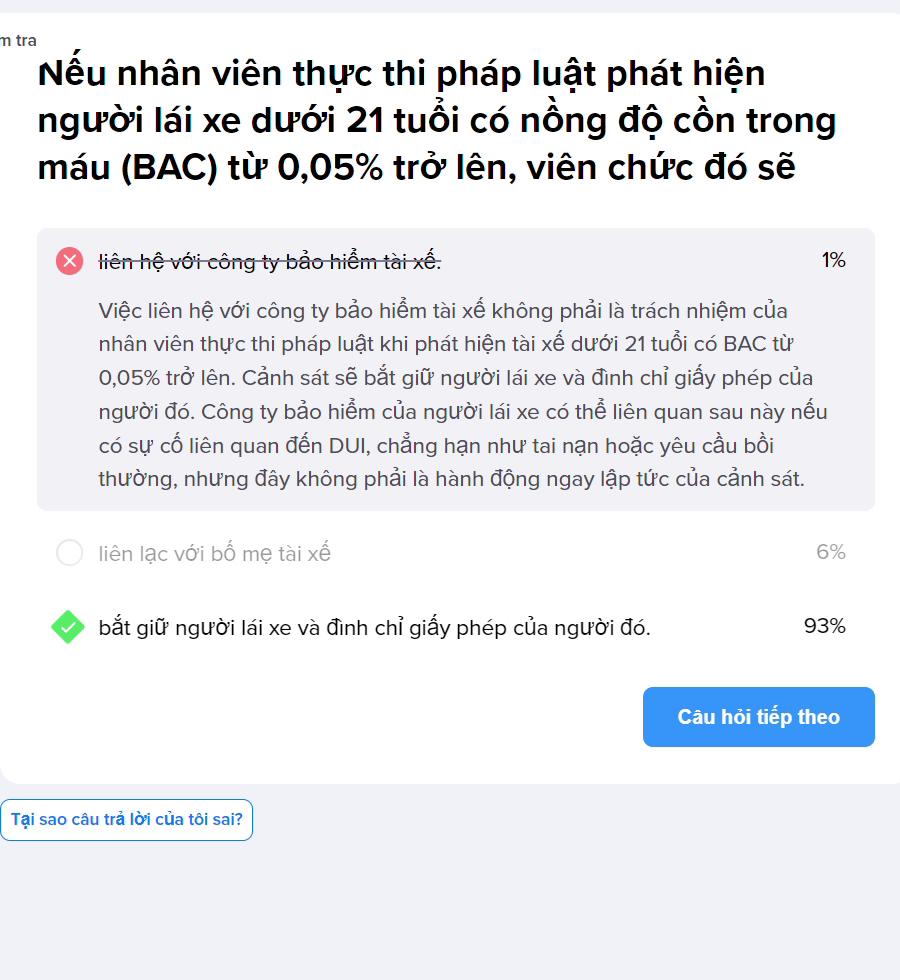 m tra
Nếu nhân viên thực thi pháp luật phát hiện
người lái xe dưới 21 tuổi có nồng độ cồn trong
máu (BAC) từ 0,05% trở lên, viên chức đó sẽ
liên hệ với công ty bảo hiểm tài xế. 1%
Việc liên hệ với công ty bảo hiểm tài xế không phải là trách nhiệm của
nhân viên thực thi pháp luật khi phát hiện tài xế dưới 21 tuổi có BAC từ
0,05% trở lên. Cảnh sát sẽ bắt giữ người lái xe và đình chỉ giấy phép của
người đó. Công ty bảo hiểm của người lái xe có thể liên quan sau này nếu
có sự cố liên quan đến DUI, chẳng hạn như tai nạn hoặc yêu cầu bồi
thường, nhưng đây không phải là hành động ngay lập tức của cảnh sát.
liên lạc với bố mẹ tài xế 6%
bắt giữ người lái xe và đình chỉ giấy phép của người đó. 93%
Câu hỏi tiếp theo
Tại sao câu trả lời của tôi sai?